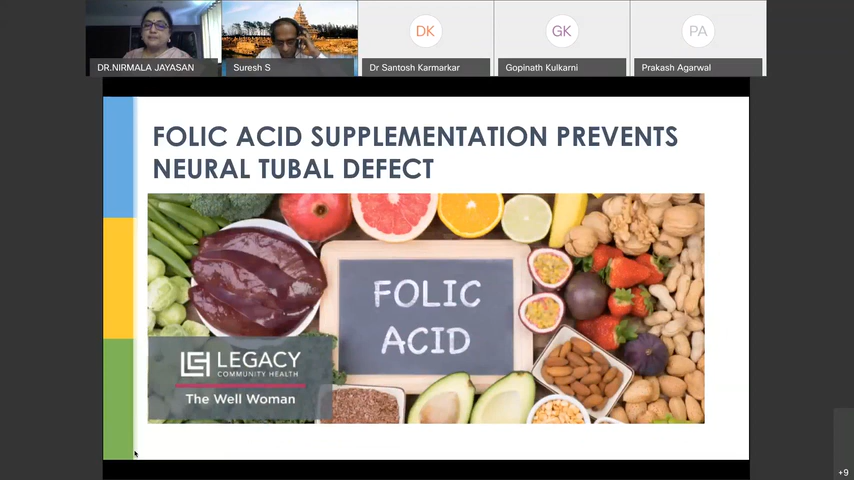 DK
GK
PA
DR.NIRMALA JAYASAN
Suresh S
Dr Santosh Karmarkar
Gopinath Kulkarni
Prakash Agarwal
FOLIC ACID SUPPLEMENTATION PREVENTS
NEURAL TUBAL DEFECT
FOLIC
ACID
LEGACY
COMMUNITY HEALTH
The Well Woman
+9